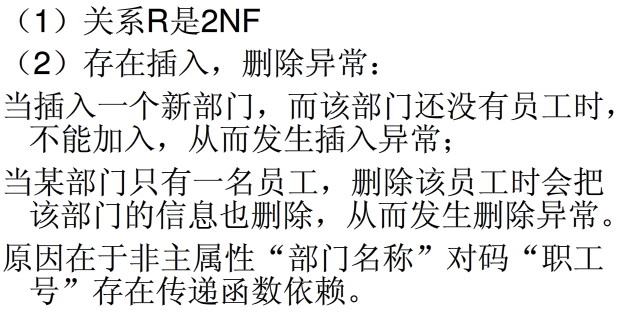 （1）关系R是2NF
（2）存在插入，删除异常：
当插入一个新部门，而该部门还没有员工时，
不能加入，从而发生插入异常；
当某部门只有一名员工，删除该员工时会把
该部门的信息也删除，从而发生删除异常。
原因在于非主属性“部门名称”对码“职工
号”存在传递函数依赖。